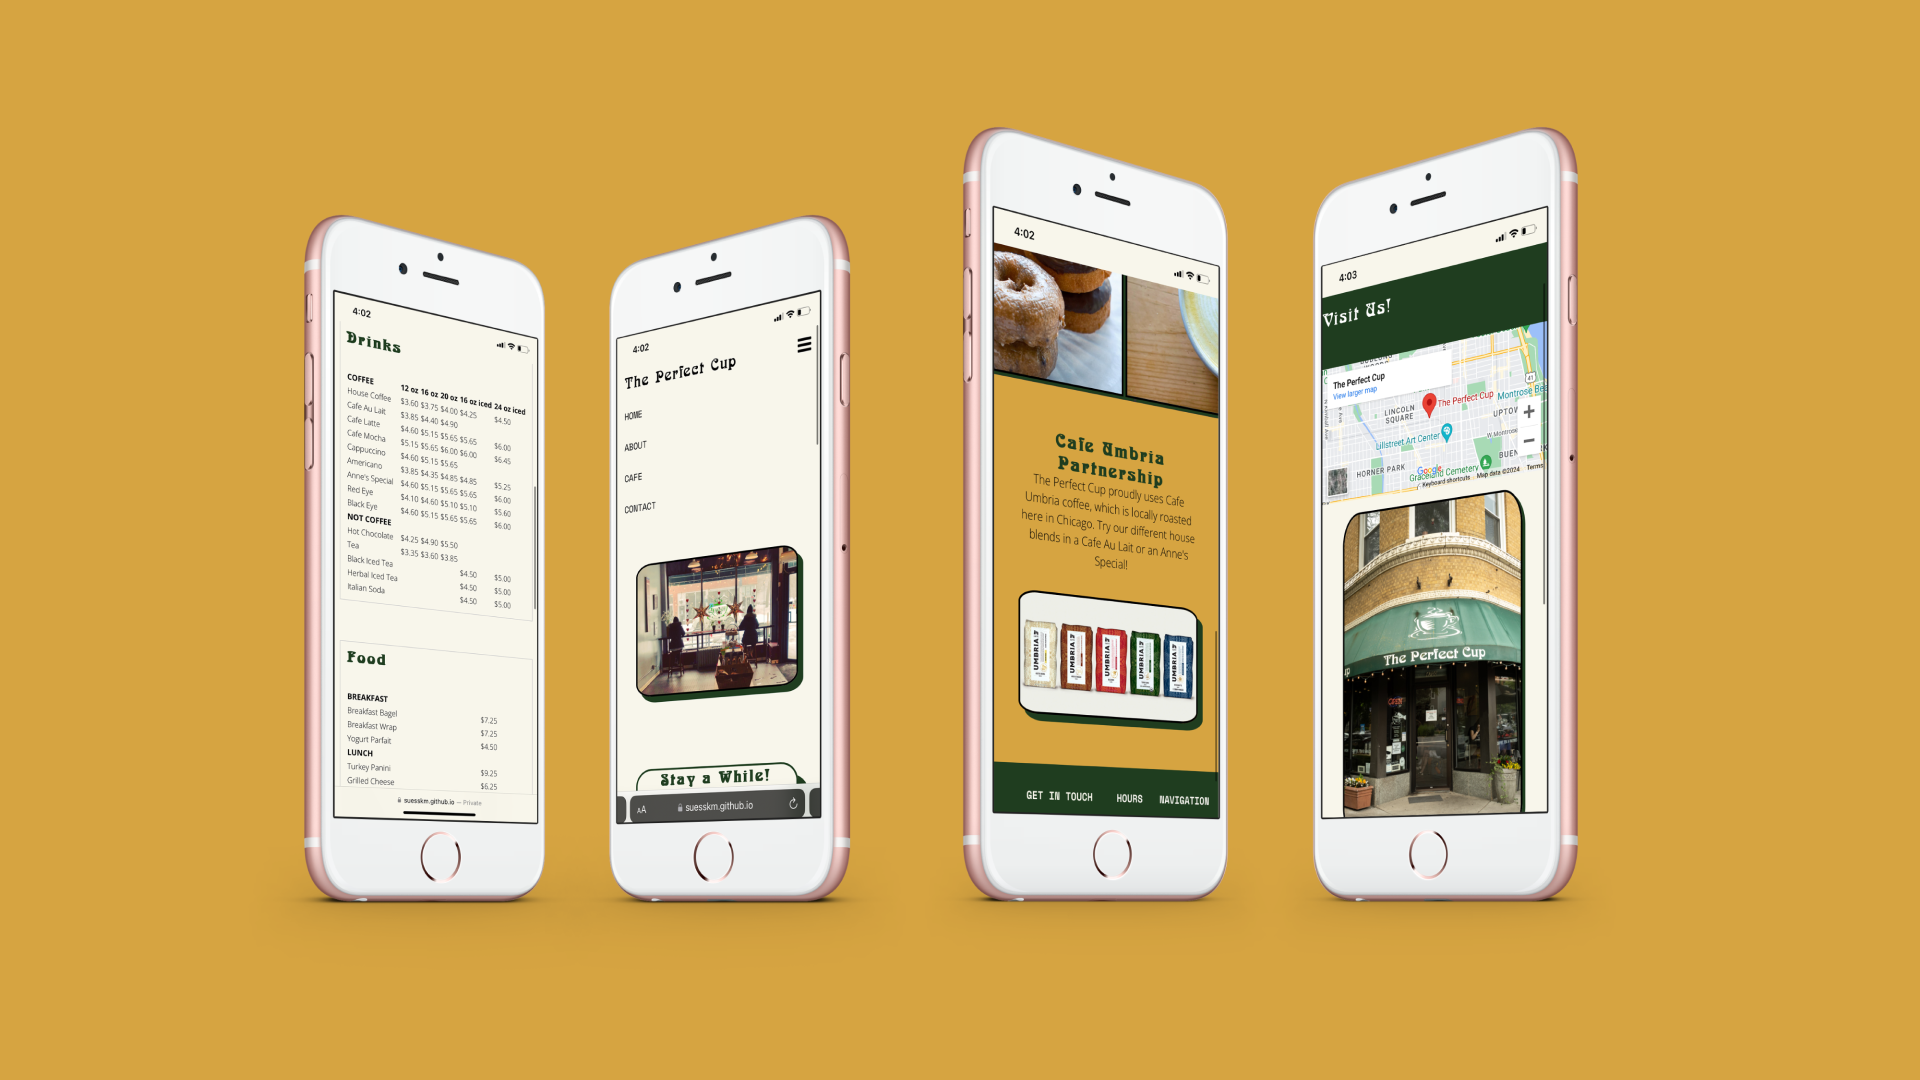 4:02
Drinks
COFFEE
12 oz 16 oz 20 oz 16 oz iced 24 oz iced
House Coffee $3.60 $3.75 $4.00 $4.25 $4.50
Cafe Au Lait $3.85 $4.40 $4.90
Cafe Latte $4.60 $5.15 $5.65 $5.65 $6.00
Cafe Mocha $5.15 $5.65 $6.00 $6.00 $6.45
Cappuccino $4.60 $5.15 $5.65
Americano $3.85 $4.35 $4.85 $4.85 $5.25
Anne's Special $4.60 $5.15 $5.65 $5.65 $6.00
Red Eye $4.10 $4.60 $5.10 $5.10 $5.60
Black Eye $4.60 $5.15 $5.65 $5.65 $6.00
NOT COFFEE
Hot Chocolate $4.25 $4.90 $5.50
Tea $3.35 $3.60 $3.85
Black Iced Tea $4.50 $5.00
Herbal Iced Tea $4.50 $5.00
Italian Soda $4.50 $5.00
Food
BREAKFAST
Breakfast Bagel $7.25
Breakfast Wrap $7.25
Yogurt Parfait $4.50
LUNCH
Turkey Panini $9.25
Grilled Cheese $6.25
suesskm.github.io — Private
4:02
The Perfect Cup
HOME
ABOUT
CAFE
CONTACT
Stay a While!
AA suesskm.github.io
4:02
Cafe Umbria
Partnership
The Perfect Cup proudly uses Cafe
Umbria coffee, which is locally roasted
here in Chicago. Try our different house
blends in a Cafe Au Lait or an Anne's
Special!
UMBRIA
UMBRIA
UMBRIA
UMBRIA
UMBRIA
GET IN TOUCH HOURS NAVIGATION
4:03
Visit Us!
The Perfect Cup
View larger map
41
The Perfect Cup
Montrose Be
LINCOLN
SQUARE
UPTOW
Lillstreet Art Center
W Montrose
BUEN
HORNER PARK
Google
Graceland Cemetery
Keyboard shortcuts Map data ©2024 Terms
The Perfect Cup
OPEN